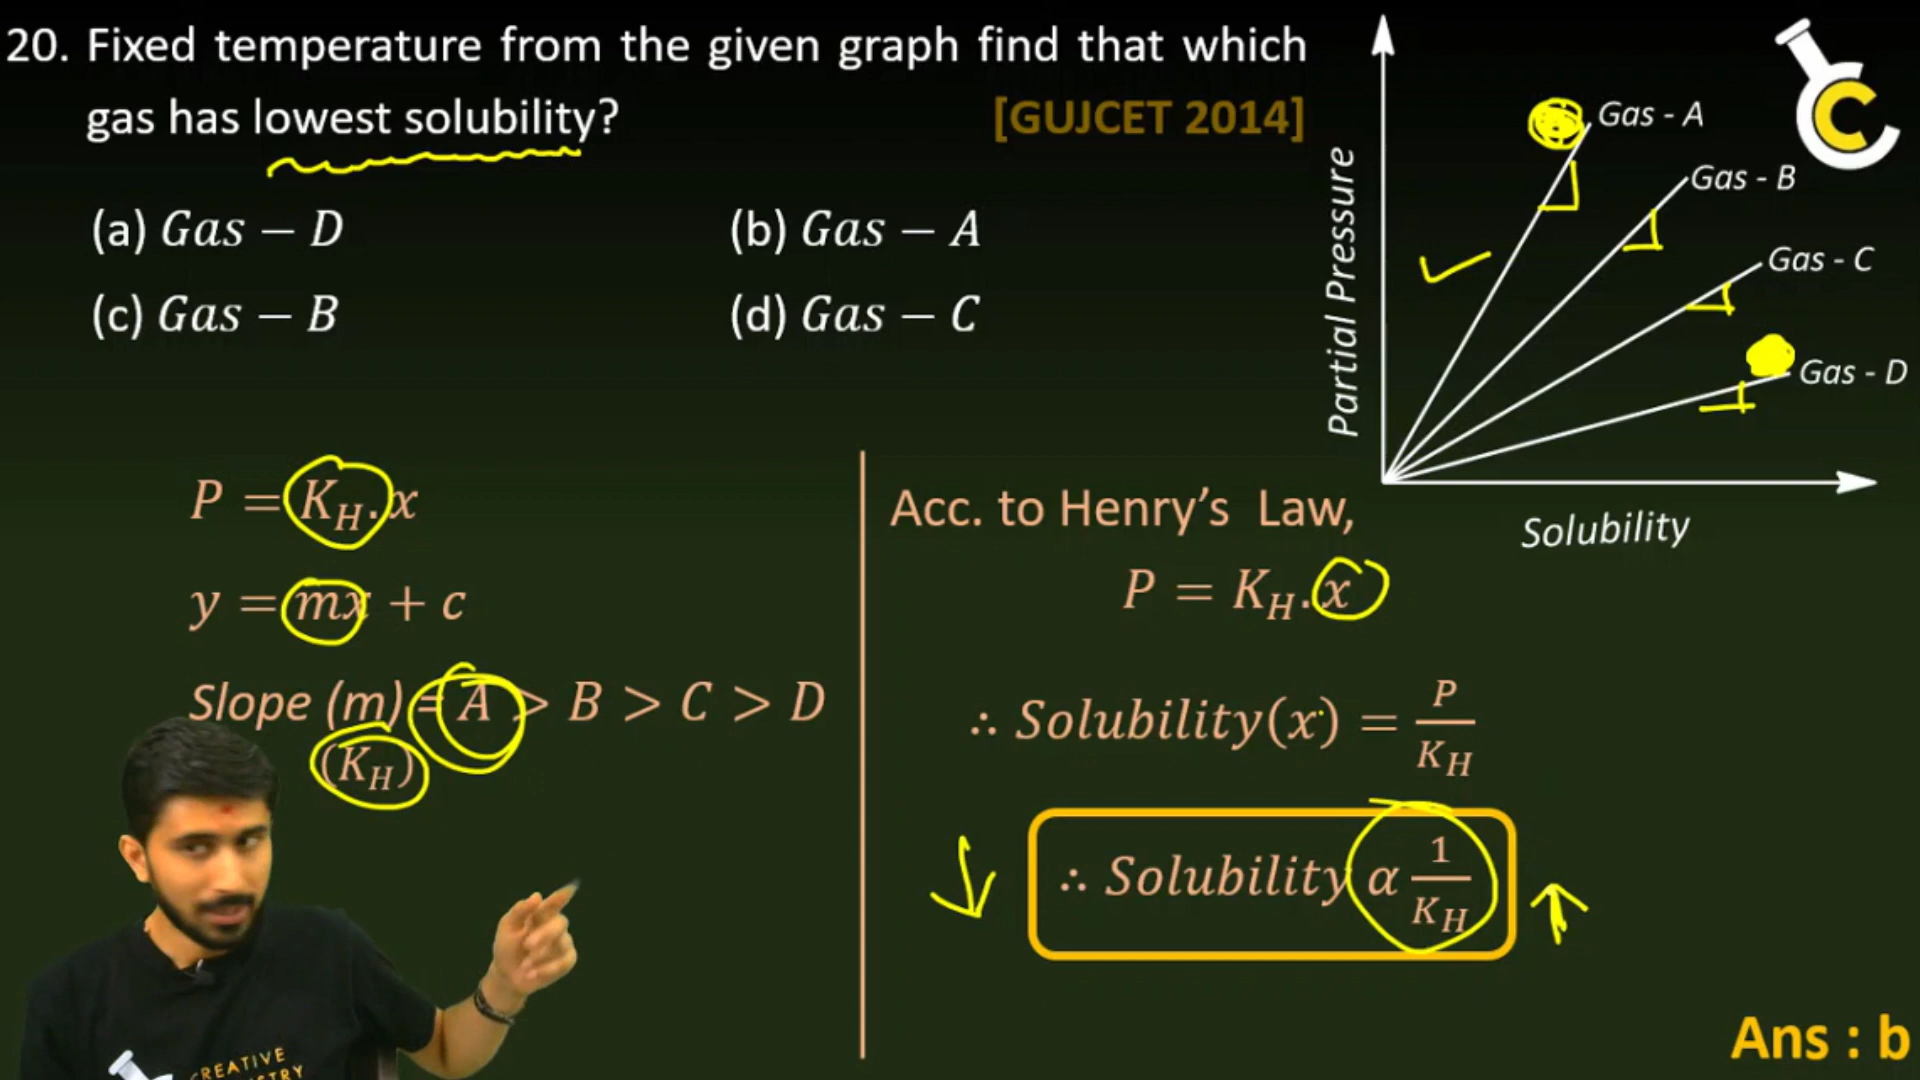 20. Fixed temperature from the given graph find that which
gas has lowest solubility?
[GUJCET 2014]
(a) Gas − D
(b) Gas − A
(c) Gas − B
(d) Gas − C
Partial Pressure
Gas - A
Gas - B
Gas - C
Gas - D
Solubility
C
P = K_H.x
y = mx + c
Slope (m) = A > B > C > D
(K_H)
Acc. to Henry's Law,
P = K_H.x
∴ Solubility(x) = P/K_H
∴ Solubility α 1/K_H
Ans : b
CREATIVE